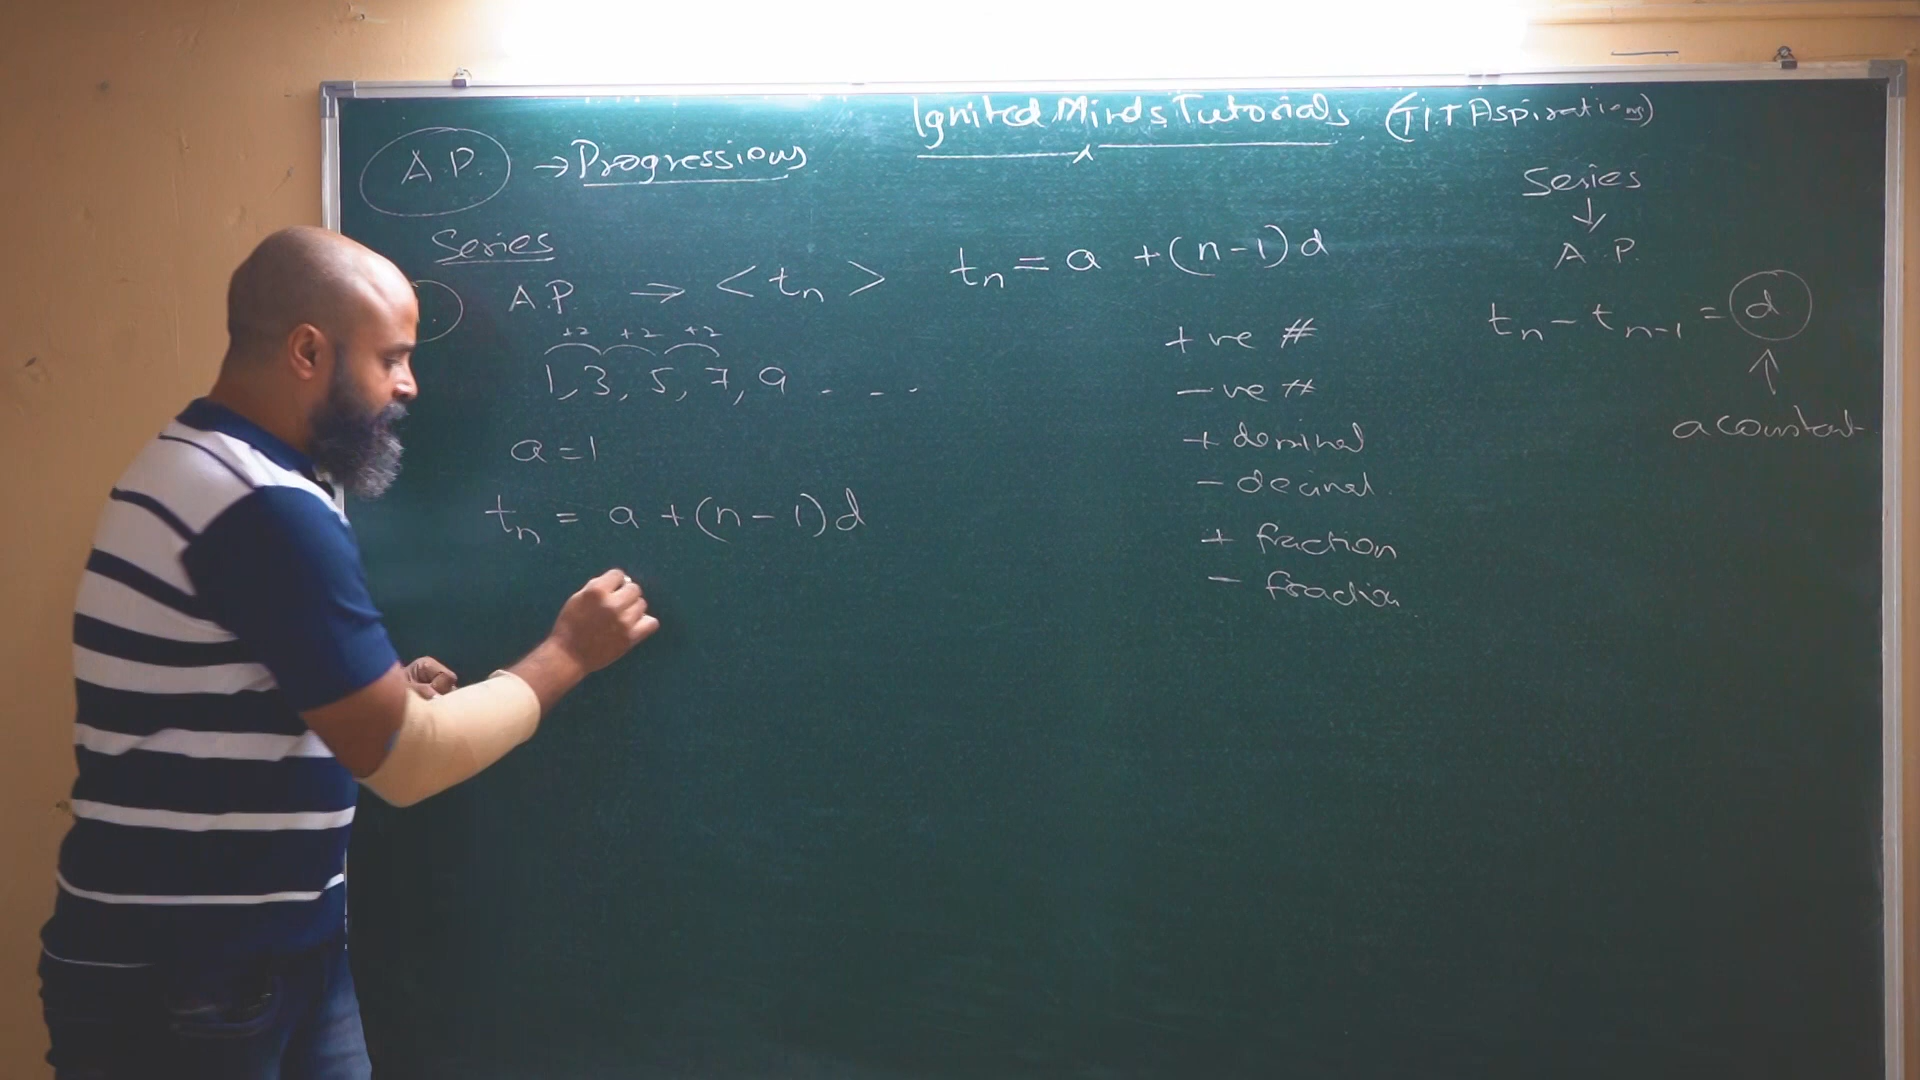 Ignited Minds Tutorials (IIT Aspirations)
A.P. → Progressions
Series
↓
A.P.
Series
A.P. ⇒ < tn >
tn = a + (n-1)d
tn - tn-1 = d
↑
a constant
+2 +2 +2
1, 3, 5, 7, 9 - - -
a = 1
tn = a + (n-1)d
+ ve #
- ve #
- decimal
+ fraction
- fraction